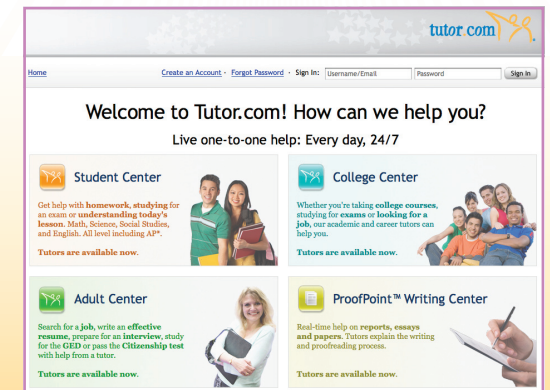 tutor.com
Home
Create an Account · Forgot Password · Sign In: Username/Email Password Sign In
Welcome to Tutor.com! How can we help you?
Live one-to-one help: Every day, 24/7
Student Center
Get help with homework, studying for
an exam or understanding today's
lesson. Math, Science, Social Studies,
and English. All level including AP*.
Tutors are available now.
College Center
Whether you're taking college courses,
studying for exams or looking for a
job, our academic and career tutors can
help you.
Tutors are available now.
Adult Center
Search for a job, write an effective
resume, prepare for an interview, study
for the GED or pass the Citizenship test
with help from a tutor.
Tutors are available now.
ProofPoint™ Writing Center
Real-time help on reports, essays
and papers. Tutors explain the writing
and proofreading process.
Tutors are available now.